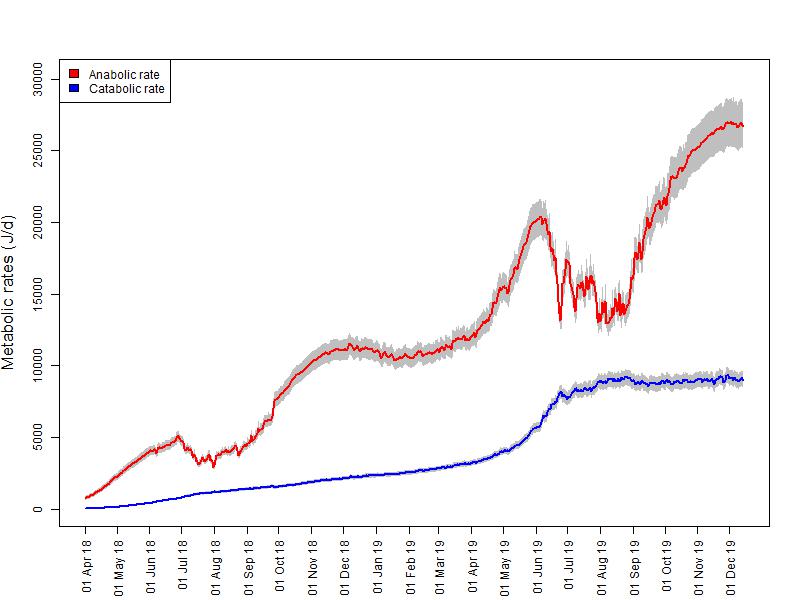 Anabolic rate
Catabolic rate
Metabolic rates (J/d)
30000
25000
20000
15000
10000
5000
0
01 Apr 18
01 May 18
01 Jun 18
01 Jul 18
01 Aug 18
01 Sep 18
01 Oct 18
01 Nov 18
01 Dec 18
01 Jan 19
01 Feb 19
01 Mar 19
01 Apr 19
01 May 19
01 Jun 19
01 Jul 19
01 Aug 19
01 Sep 19
01 Oct 19
01 Nov 19
01 Dec 19